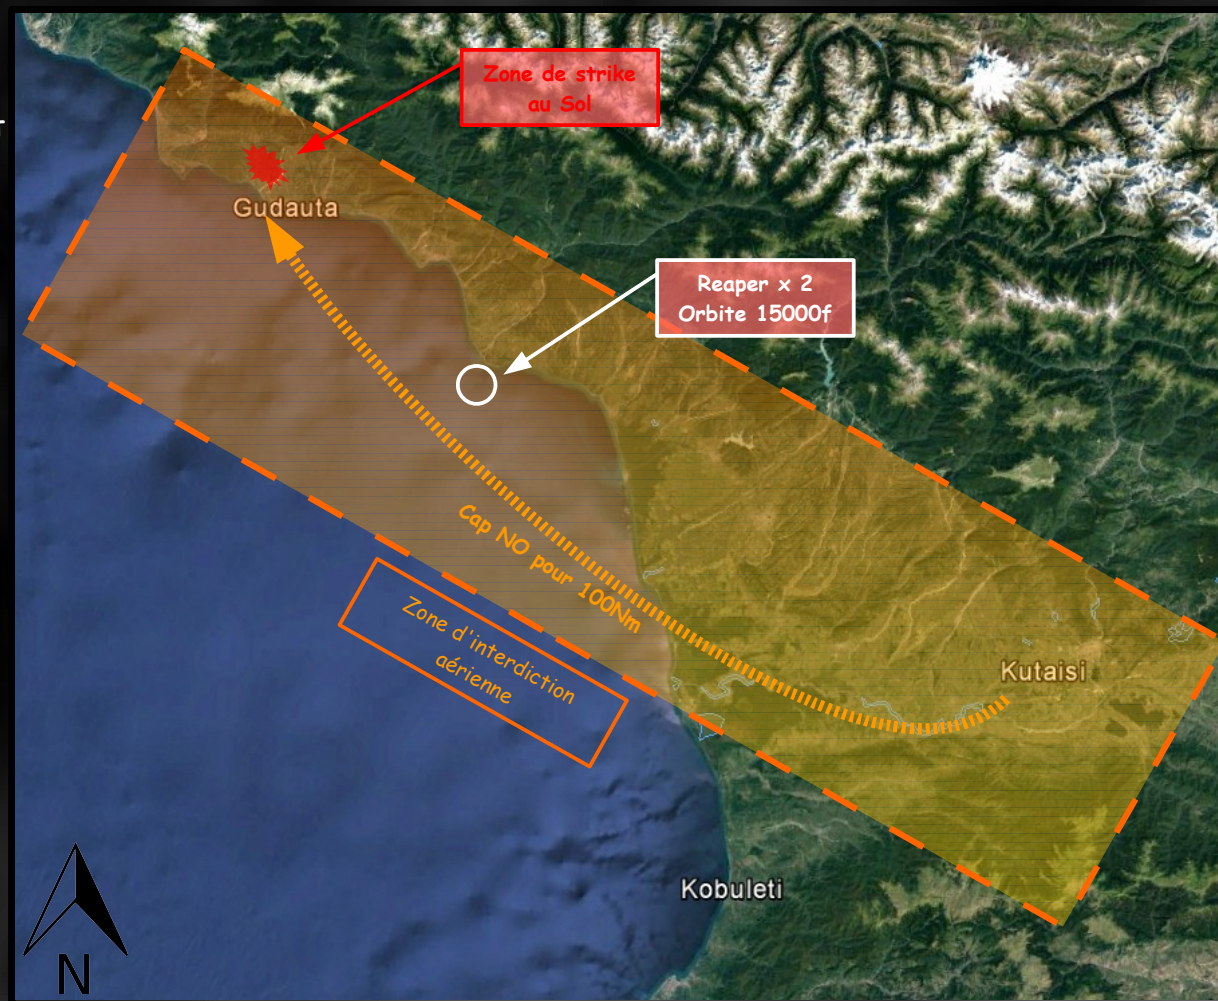 Zone de strike
au Sol
Gudauta
Reaper x 2
Orbite 15000f
Cap NO pour 100Nm
Zone d'interdiction
aérienne
Kutaisi
Kobuleti
N